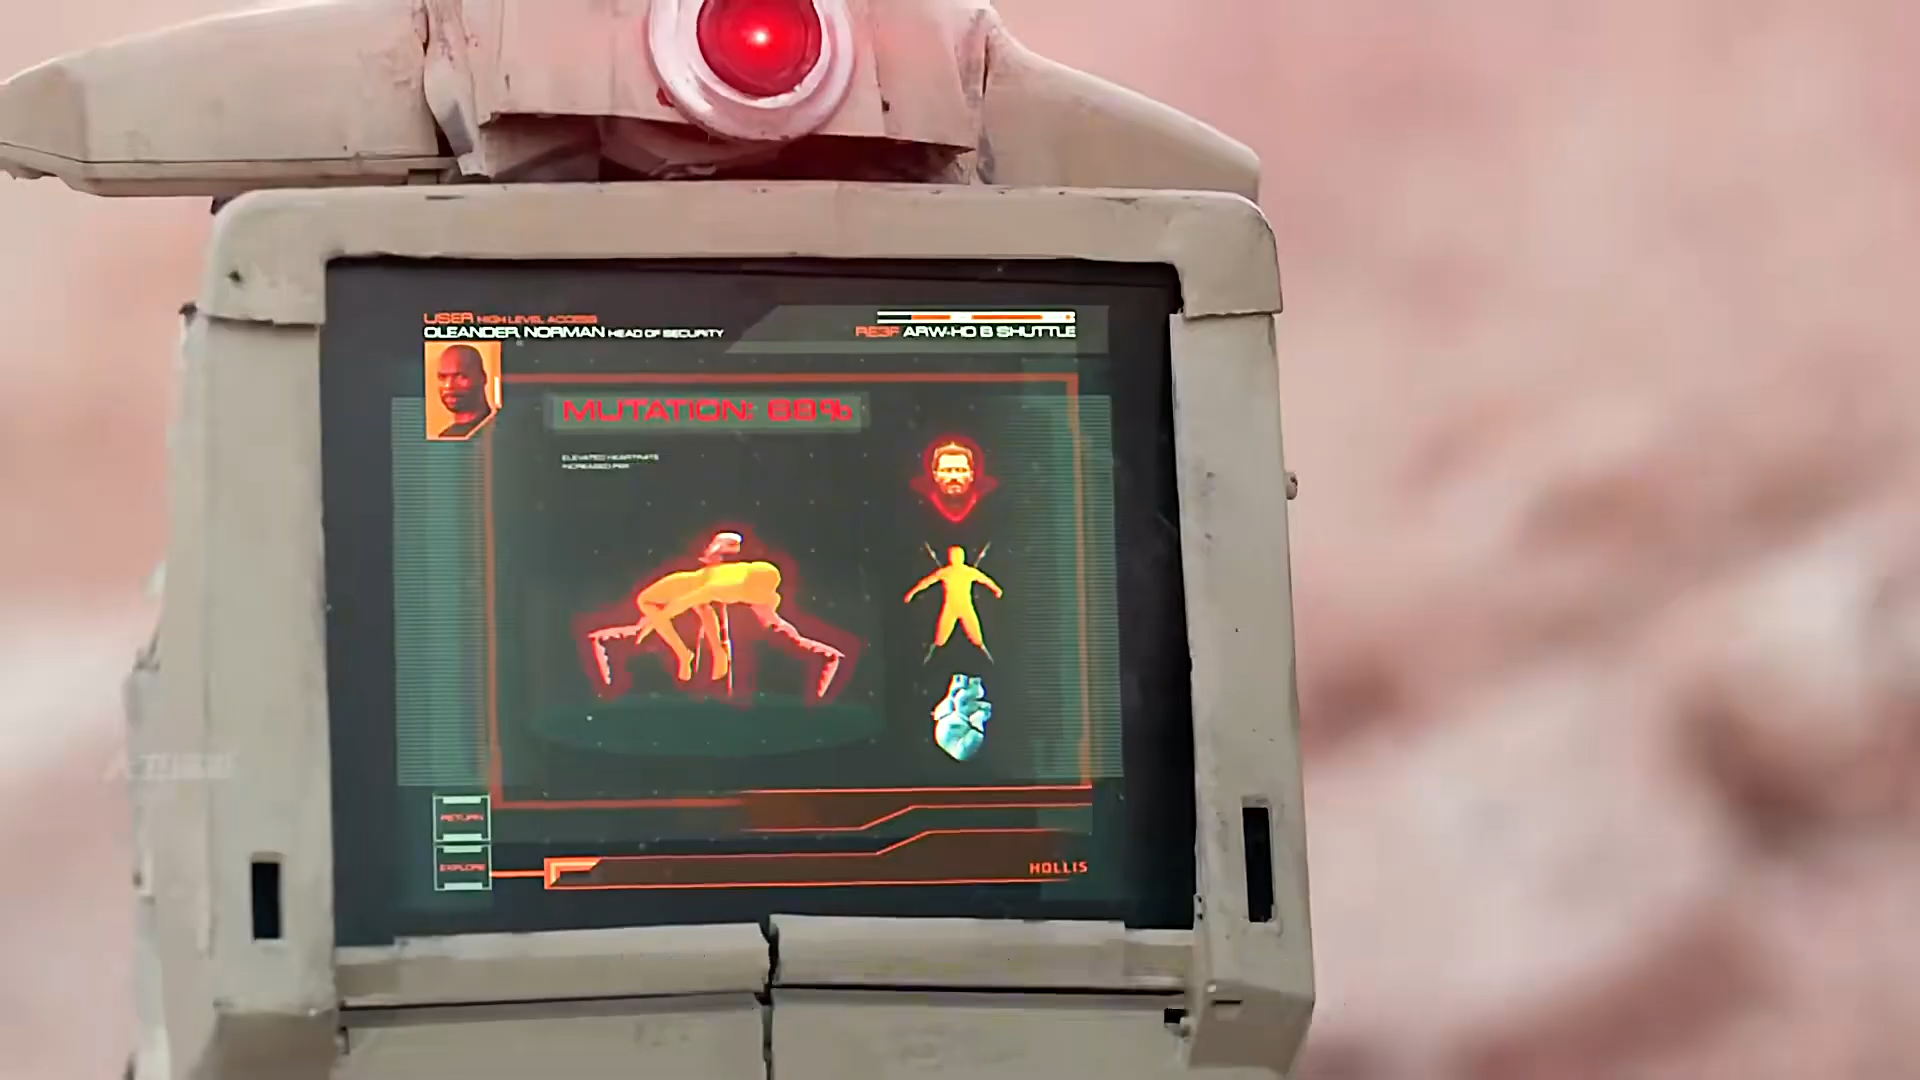 USER HIGH LEVEL ACCESS
OLEANDER, NORMAN HEAD OF SECURITY
RE3F ARW-HD B SHUTTLE
MUTATION: 68%
ELEVATED HEARTRATE
INCREASED
RETURN
EXPLORE
HOLLIS